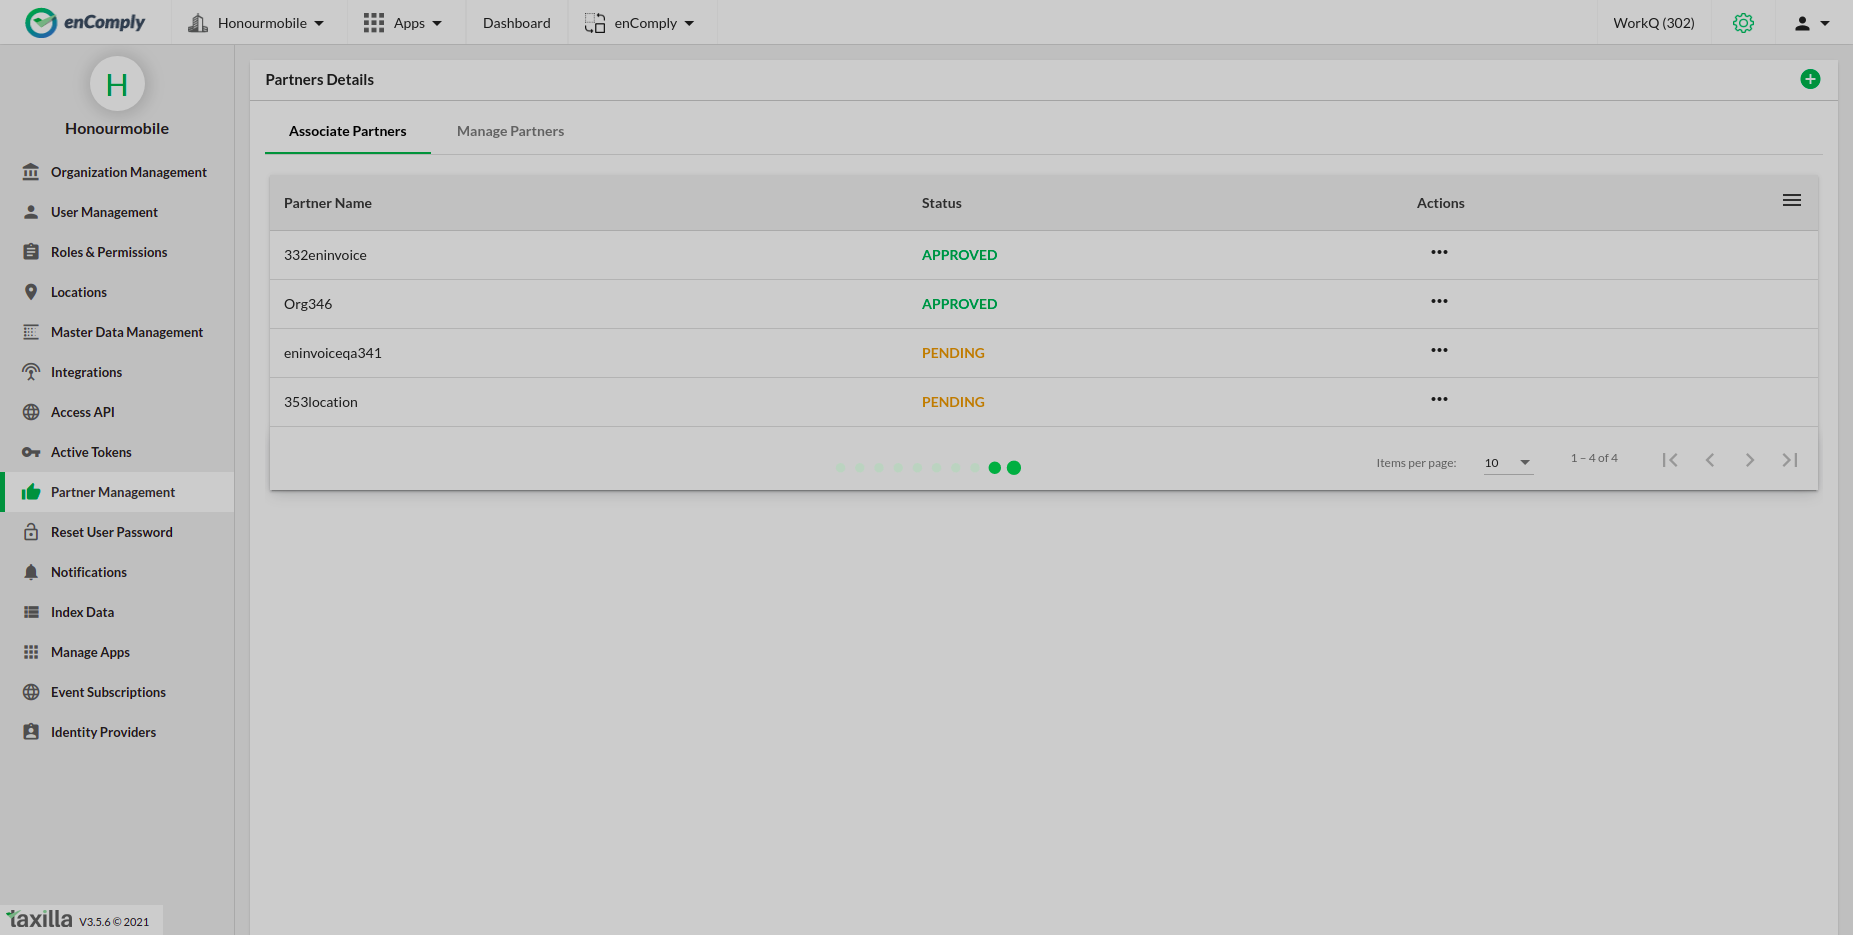 enComply
Honourmobile
Apps
Dashboard
enComply
WorkQ (302)
H
Honourmobile
Organization Management
User Management
Roles & Permissions
Locations
Master Data Management
Integrations
Access API
Active Tokens
Partner Management
Reset User Password
Notifications
Index Data
Manage Apps
Event Subscriptions
Identity Providers
taxilla V3.5.6 © 2021
Partners Details
Associate Partners
Manage Partners
Partner Name Status Actions
332eninvoice APPROVED
Org346 APPROVED
eninvoiceqa341 PENDING
353location PENDING
Items per page: 10 1 – 4 of 4